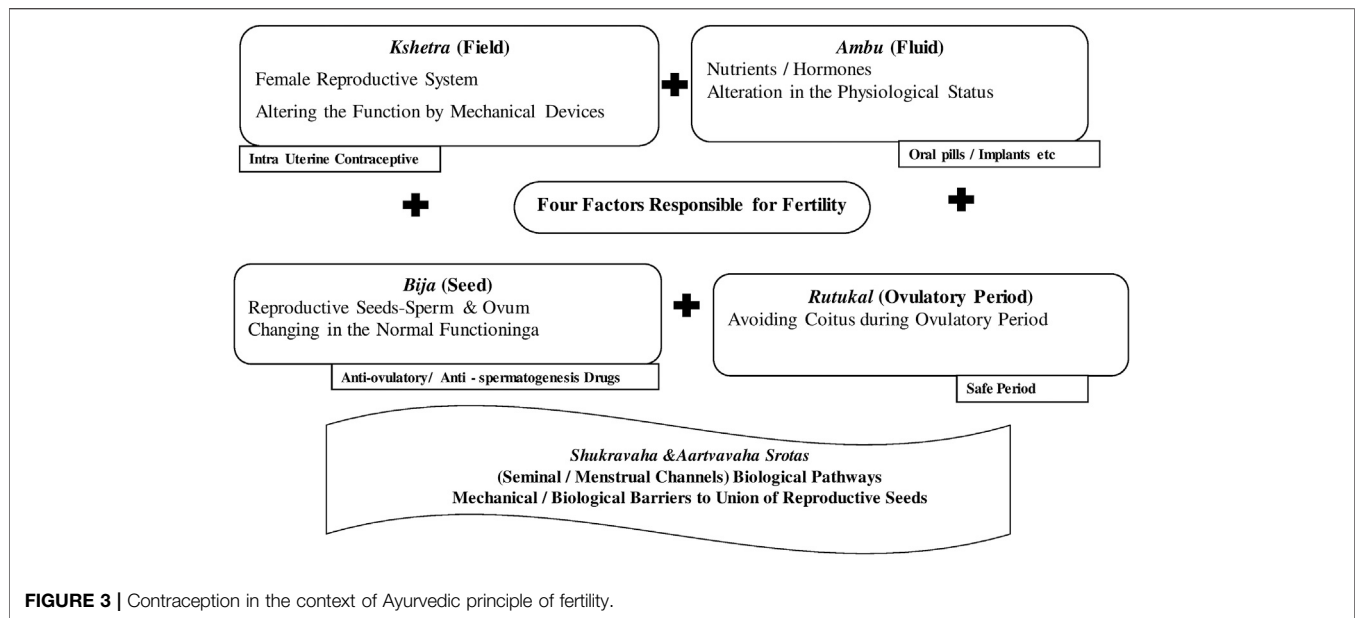 Kshetra (Field)
Female Reproductive System
Altering the Function by Mechanical Devices
Intra Uterine Contraceptive
Ambu (Fluid)
Nutrients / Hormones
Alteration in the Physiological Status
Oral pills / Implants etc
Four Factors Responsible for Fertility
Bija (Seed)
Reproductive Seeds-Sperm & Ovum
Changing in the Normal Functioninga
Anti-ovulatory/ Anti - spermatogenesis Drugs
Rutukal (Ovulatory Period)
Avoiding Coitus during Ovulatory Period
Safe Period
Shukravaha &Aartvavaha Srotas
(Seminal / Menstrual Channels) Biological Pathways
Mechanical / Biological Barriers to Union of Reproductive Seeds
FIGURE 3 | Contraception in the context of Ayurvedic principle of fertility.